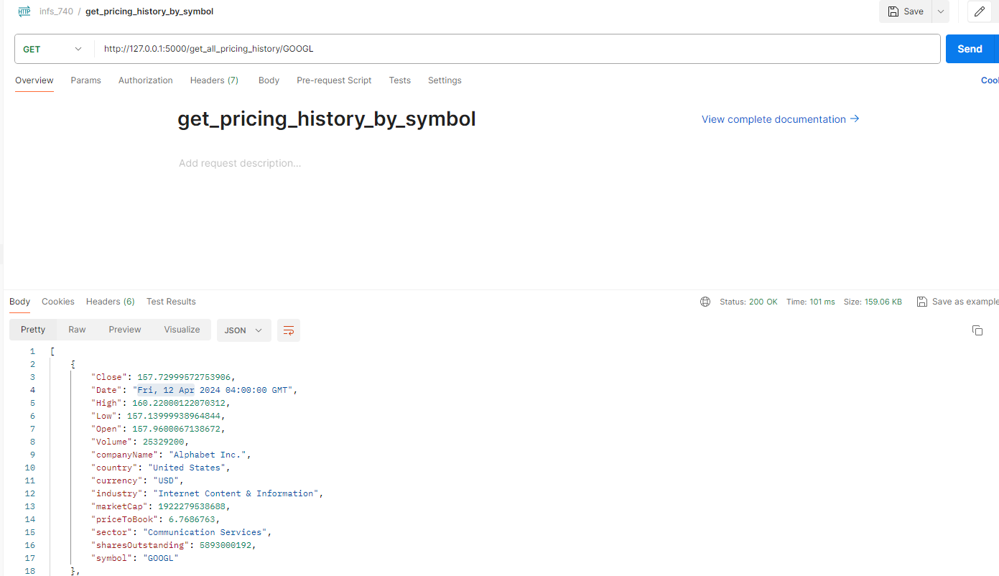 HTTP infs_740 / get_pricing_history_by_symbol Save
GET http://127.0.0.1:5000/get_all_pricing_history/GOOGL Send
Overview Params Authorization Headers (7) Body Pre-request Script Tests Settings Cool
get_pricing_history_by_symbol View complete documentation →
Add request description...
Body Cookies Headers (6) Test Results Status: 200 OK Time: 101 ms Size: 159.06 KB Save as example
Pretty Raw Preview Visualize JSON
1 [
2 {
3 "Close": 157.72999572753906,
4 "Date": "Fri, 12 Apr 2024 04:00:00 GMT",
5 "High": 160.22000122070312,
6 "Low": 157.13999938964844,
7 "Open": 157.9600067138672,
8 "Volume": 25329200,
9 "companyName": "Alphabet Inc.",
10 "country": "United States",
11 "currency": "USD",
12 "industry": "Internet Content & Information",
13 "marketCap": 1922279538688,
14 "priceToBook": 6.7686763,
15 "sector": "Communication Services",
16 "sharesOutstanding": 5893000192,
17 "symbol": "GOOGL"
18 },